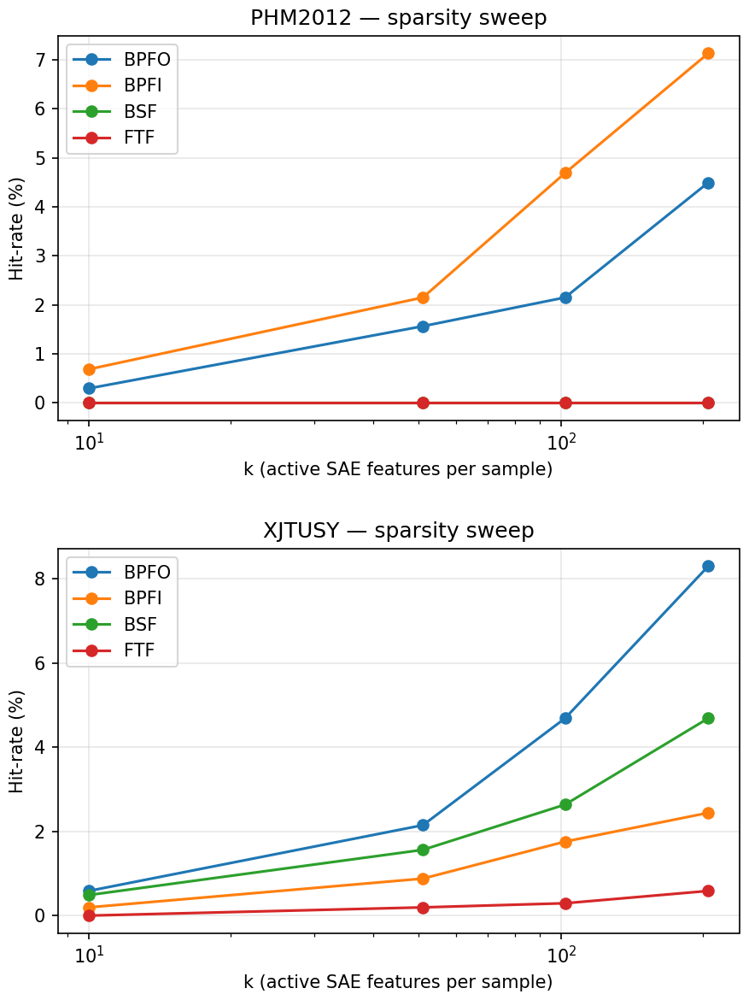 PHM2012 — sparsity sweep
BPFO
BPFI
BSF
FTF
7
6
5
4
3
2
1
0
Hit-rate (%)
10¹
10²
k (active SAE features per sample)
XJTUSY — sparsity sweep
BPFO
BPFI
BSF
FTF
8
6
4
2
0
Hit-rate (%)
10¹
10²
k (active SAE features per sample)